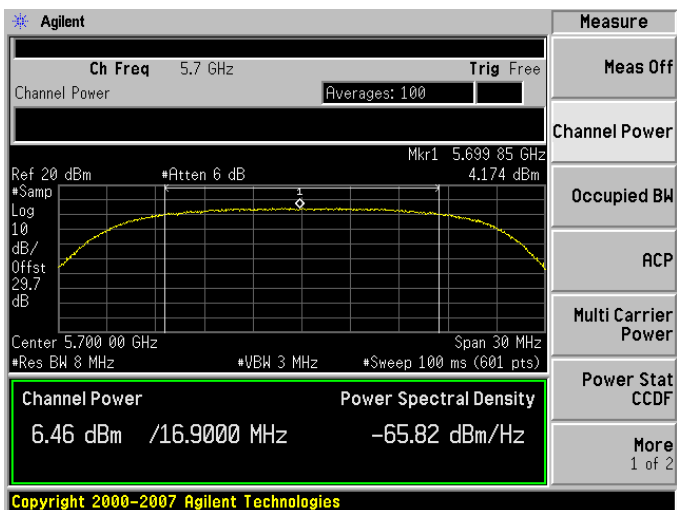 Agilent
Measure
Ch Freq 5.7 GHz Trig Free
Channel Power Averages: 100
Mkr1 5.699 85 GHz
Ref 20 dBm #Atten 6 dB 4.174 dBm
#Samp
Log
10
dB/
Offst
29.7
dB
1
Center 5.700 00 GHz Span 30 MHz
#Res BW 8 MHz #VBW 3 MHz #Sweep 100 ms (601 pts)
Channel Power Power Spectral Density
6.46 dBm /16.9000 MHz -65.82 dBm/Hz
Copyright 2000-2007 Agilent Technologies
Meas Off
Channel Power
Occupied BW
ACP
Multi Carrier
Power
Power Stat
CCDF
More
1 of 2